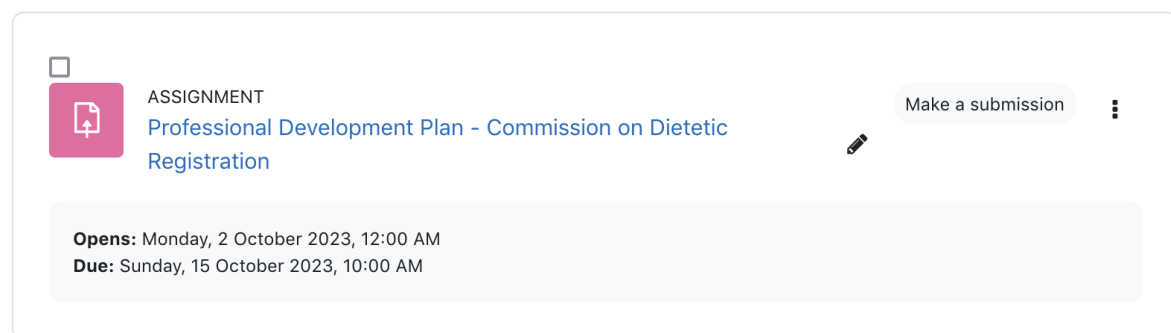 ASSIGNMENT
Professional Development Plan - Commission on Dietetic
Registration
Make a submission
Opens: Monday, 2 October 2023, 12:00 AM
Due: Sunday, 15 October 2023, 10:00 AM